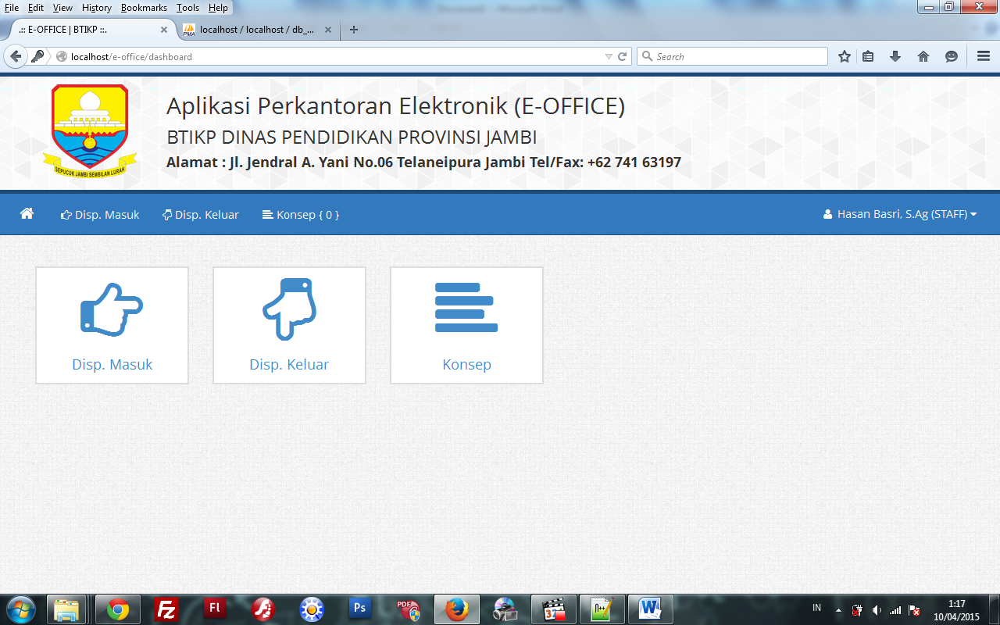 File Edit View History Bookmarks Tools Help
.:: E-OFFICE | BTIKP ::.
localhost / localhost / db_...
localhost/e-office/dashboard
Search
Aplikasi Perkantoran Elektronik (E-OFFICE)
BTIKP DINAS PENDIDIKAN PROVINSI JAMBI
Alamat : Jl. Jendral A. Yani No.06 Telaneipura Jambi Tel/Fax: +62 741 63197
SEPUCUK JAMBI SEMBILAN LURAH
Disp. Masuk
Disp. Keluar
Konsep { 0 }
Hasan Basri, S.Ag (STAFF)
Disp. Masuk
Disp. Keluar
Konsep
IN
1:17
10/04/2015